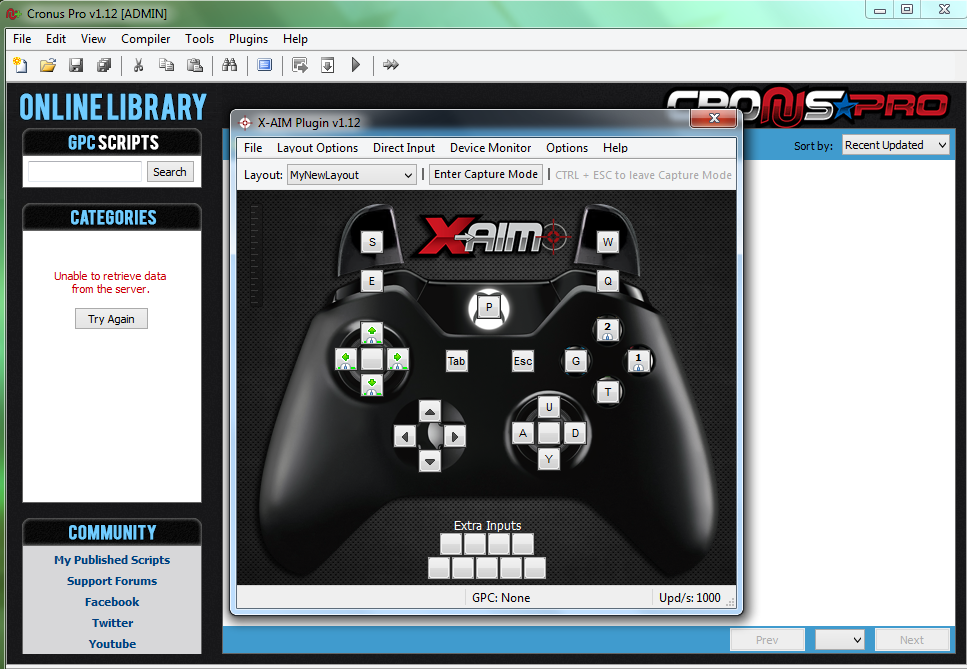 Cronus Pro v1.12 [ADMIN]
File Edit View Compiler Tools Plugins Help
ONLINE LIBRARY
CRONUS PRO
GPC SCRIPTS
Search
Sort by: Recent Updated
CATEGORIES
Unable to retrieve data
from the server.
Try Again
COMMUNITY
My Published Scripts
Support Forums
Facebook
Twitter
Youtube
X-AIM Plugin v1.12
File Layout Options Direct Input Device Monitor Options Help
Layout: MyNewLayout | Enter Capture Mode | CTRL + ESC to leave Capture Mode
X-AIM
S W
E Q
P
2
Tab Esc G 1
T
U
A D
Y
Extra Inputs
GPC: None Upd/s: 1000
Prev Next